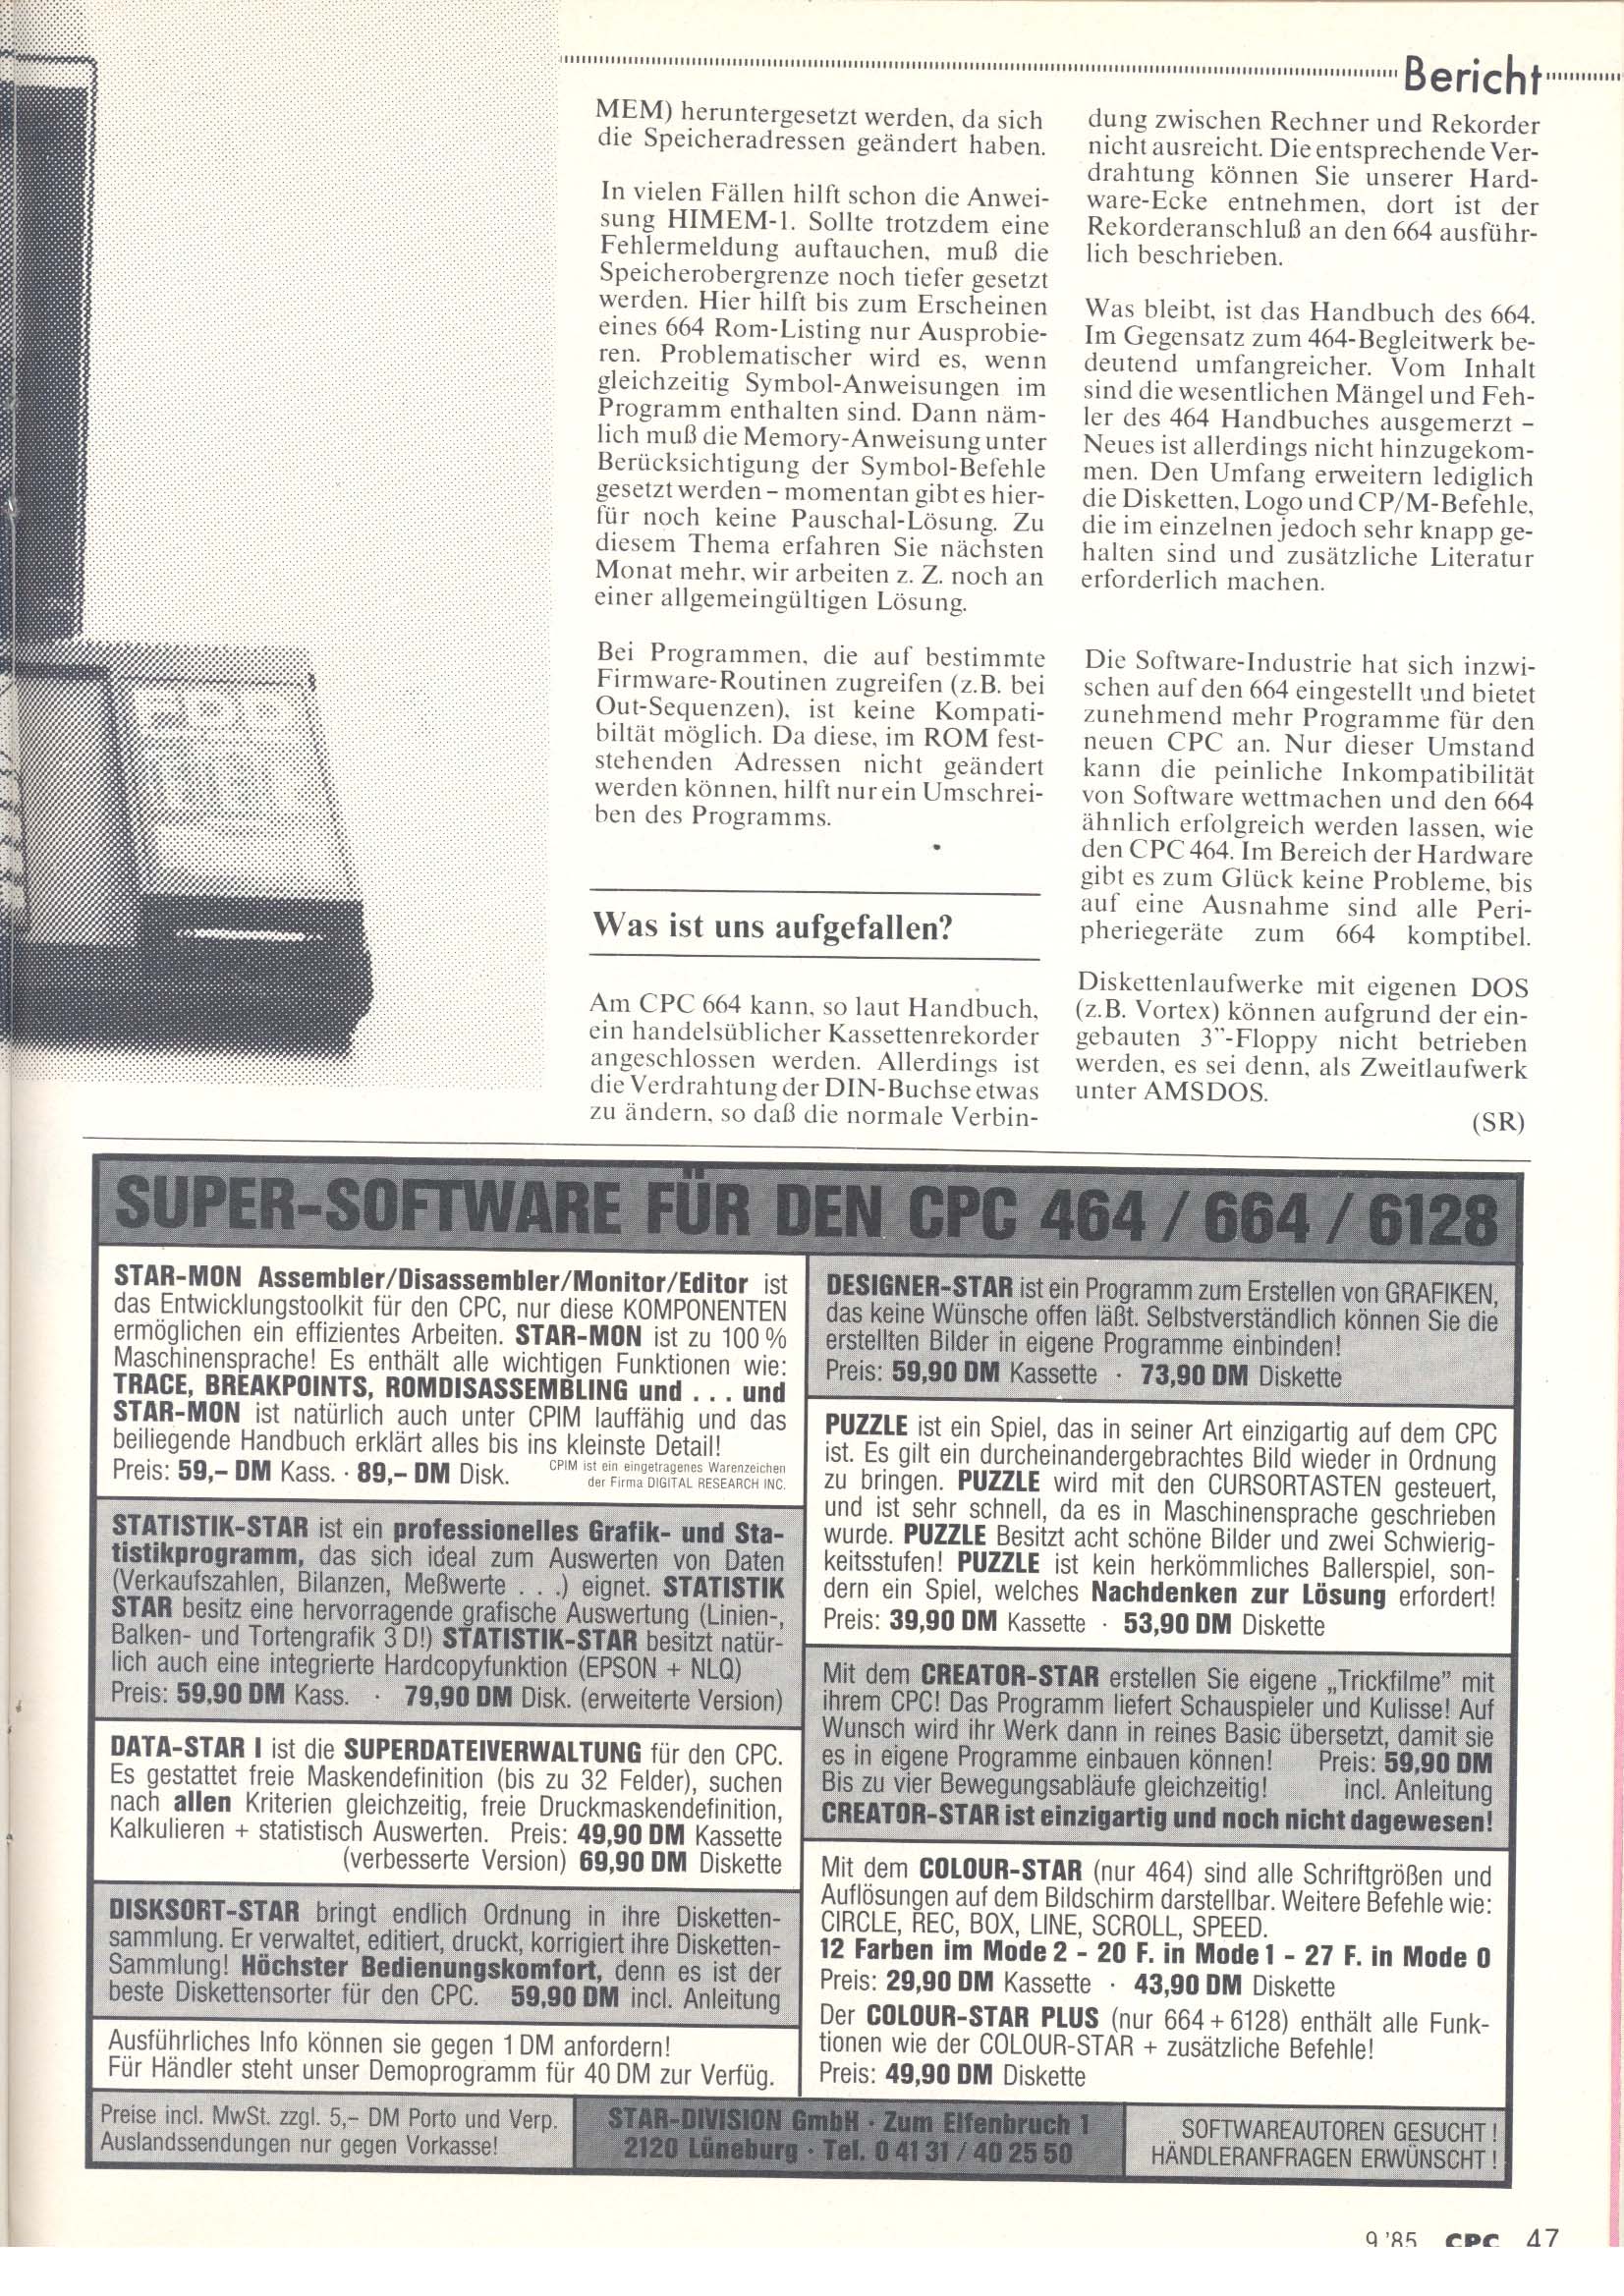 Bericht
MEM) heruntergesetzt werden, da sich
die Speicheradressen geändert haben.
In vielen Fällen hilft schon die Anwei-
sung HIMEM-1. Sollte trotzdem eine
Fehlermeldung auftauchen, muß die
Speicherobergrenze noch tiefer gesetzt
werden. Hier hilft bis zum Erscheinen
eines 664 Rom-Listing nur Ausprobie-
ren. Problematischer wird es, wenn
gleichzeitig Symbol-Anweisungen im
Programm enthalten sind. Dann näm-
lich muß die Memory-Anweisung unter
Berücksichtigung der Symbol-Befehle
gesetzt werden – momentan gibt es hier-
für noch keine Pauschal-Lösung. Zu
diesem Thema erfahren Sie nächsten
Monat mehr, wir arbeiten z. Z. noch an
einer allgemeingültigen Lösung.
Bei Programmen, die auf bestimmte
Firmware-Routinen zugreifen (z.B. bei
Out-Sequenzen), ist keine Kompati-
biltät möglich. Da diese, im ROM fest-
stehenden Adressen nicht geändert
werden können, hilft nur ein Umschrei-
ben des Programms.
Was ist uns aufgefallen?
Am CPC 664 kann, so laut Handbuch,
ein handelsüblicher Kassettenrekorder
angeschlossen werden. Allerdings ist
die Verdrahtung der DIN-Buchse etwas
zu ändern, so daß die normale Verbin-
dung zwischen Rechner und Rekorder
nicht ausreicht. Die entsprechende Ver-
drahtung können Sie unserer Hard-
ware-Ecke entnehmen, dort ist der
Rekorderanschluß an den 664 ausführ-
lich beschrieben.
Was bleibt, ist das Handbuch des 664.
Im Gegensatz zum 464-Begleitwerk be-
deutend umfangreicher. Vom Inhalt
sind die wesentlichen Mängel und Feh-
ler des 464 Handbuches ausgemerzt –
Neues ist allerdings nicht hinzugekom-
men. Den Umfang erweitern lediglich
die Disketten, Logo und CP/M-Befehle,
die im einzelnen jedoch sehr knapp ge-
halten sind und zusätzliche Literatur
erforderlich machen.
Die Software-Industrie hat sich inzwi-
schen auf den 664 eingestellt und bietet
zunehmend mehr Programme für den
neuen CPC an. Nur dieser Umstand
kann die peinliche Inkompatibilität
von Software wettmachen und den 664
ähnlich erfolgreich werden lassen, wie
den CPC 464. Im Bereich der Hardware
gibt es zum Glück keine Probleme, bis
auf eine Ausnahme sind alle Peri-
pheriegeräte zum 664 komptibel.
Diskettenlaufwerke mit eigenen DOS
(z.B. Vortex) können aufgrund der ein-
gebauten 3”-Floppy nicht betrieben
werden, es sei denn, als Zweitlaufwerk
unter AMSDOS.
(SR)
SUPER-SOFTWARE FÜR DEN CPC 464 / 664 / 6128
STAR-MON Assembler/Disassembler/Monitor/Editor ist
das Entwicklungstoolkit für den CPC, nur diese KOMPONENTEN
ermöglichen ein effizientes Arbeiten. STAR-MON ist zu 100 %
Maschinensprache! Es enthält alle wichtigen Funktionen wie:
TRACE, BREAKPOINTS, ROMDISASSEMBLING und . . . und
STAR-MON ist natürlich auch unter CPIM lauffähig und das
beiliegende Handbuch erklärt alles bis ins kleinste Detail!
Preis: 59,– DM Kass. · 89,– DM Disk.
CPIM ist ein eingetragenes Warenzeichen
der Firma DIGITAL RESEARCH INC.
STATISTIK-STAR ist ein professionelles Grafik- und Sta-
tistikprogramm, das sich ideal zum Auswerten von Daten
(Verkaufszahlen, Bilanzen, Meßwerte . . .) eignet. STATISTIK
STAR besitz eine hervorragende grafische Auswertung (Linien-,
Balken- und Tortengrafik 3 D!) STATISTIK-STAR besitzt natür-
lich auch eine integrierte Hardcopyfunktion (EPSON + NLQ)
Preis: 59,90 DM Kass. · 79,90 DM Disk. (erweiterte Version)
DATA-STAR I ist die SUPERDATEIVERWALTUNG für den CPC.
Es gestattet freie Maskendefinition (bis zu 32 Felder), suchen
nach allen Kriterien gleichzeitig, freie Druckmaskendefinition,
Kalkulieren + statistisch Auswerten. Preis: 49,90 DM Kassette
(verbesserte Version) 69,90 DM Diskette
DISKSORT-STAR bringt endlich Ordnung in ihre Disketten-
sammlung. Er verwaltet, editiert, druckt, korrigiert ihre Disketten-
Sammlung! Höchster Bedienungskomfort, denn es ist der
beste Diskettensorter für den CPC. 59,90 DM incl. Anleitung
Ausführliches Info können sie gegen 1 DM anfordern!
Für Händler steht unser Demoprogramm für 40 DM zur Verfüg.
DESIGNER-STAR ist ein Programm zum Erstellen von GRAFIKEN,
das keine Wünsche offen läßt. Selbstverständlich können Sie die
erstellten Bilder in eigene Programme einbinden!
Preis: 59,90 DM Kassette · 73,90 DM Diskette
PUZZLE ist ein Spiel, das in seiner Art einzigartig auf dem CPC
ist. Es gilt ein durcheinandergebrachtes Bild wieder in Ordnung
zu bringen. PUZZLE wird mit den CURSORTASTEN gesteuert,
und ist sehr schnell, da es in Maschinensprache geschrieben
wurde. PUZZLE Besitzt acht schöne Bilder und zwei Schwierig-
keitsstufen! PUZZLE ist kein herkömmliches Ballerspiel, son-
dern ein Spiel, welches Nachdenken zur Lösung erfordert!
Preis: 39,90 DM Kassette · 53,90 DM Diskette
Mit dem CREATOR-STAR erstellen Sie eigene „Trickfilme” mit
ihrem CPC! Das Programm liefert Schauspieler und Kulisse! Auf
Wunsch wird ihr Werk dann in reines Basic übersetzt, damit sie
es in eigene Programme einbauen können! Preis: 59,90 DM
Bis zu vier Bewegungsabläufe gleichzeitig! incl. Anleitung
CREATOR-STAR ist einzigartig und noch nicht dagewesen!
Mit dem COLOUR-STAR (nur 464) sind alle Schriftgrößen und
Auflösungen auf dem Bildschirm darstellbar. Weitere Befehle wie:
CIRCLE, REC, BOX, LINE, SCROLL, SPEED.
12 Farben im Mode 2 - 20 F. in Mode 1 - 27 F. in Mode 0
Preis: 29,90 DM Kassette · 43,90 DM Diskette
Der COLOUR-STAR PLUS (nur 664 + 6128) enthält alle Funk-
tionen wie der COLOUR-STAR + zusätzliche Befehle!
Preis: 49,90 DM Diskette
Preise incl. MwSt. zzgl. 5,– DM Porto und Verp.
Auslandssendungen nur gegen Vorkasse!
STAR-DIVISION GmbH · Zum Elfenbruch 1
2120 Lüneburg · Tel. 0 41 31 / 40 25 50
SOFTWAREAUTOREN GESUCHT !
HÄNDLERANFRAGEN ERWÜNSCHT !
9 '85 CPC 47